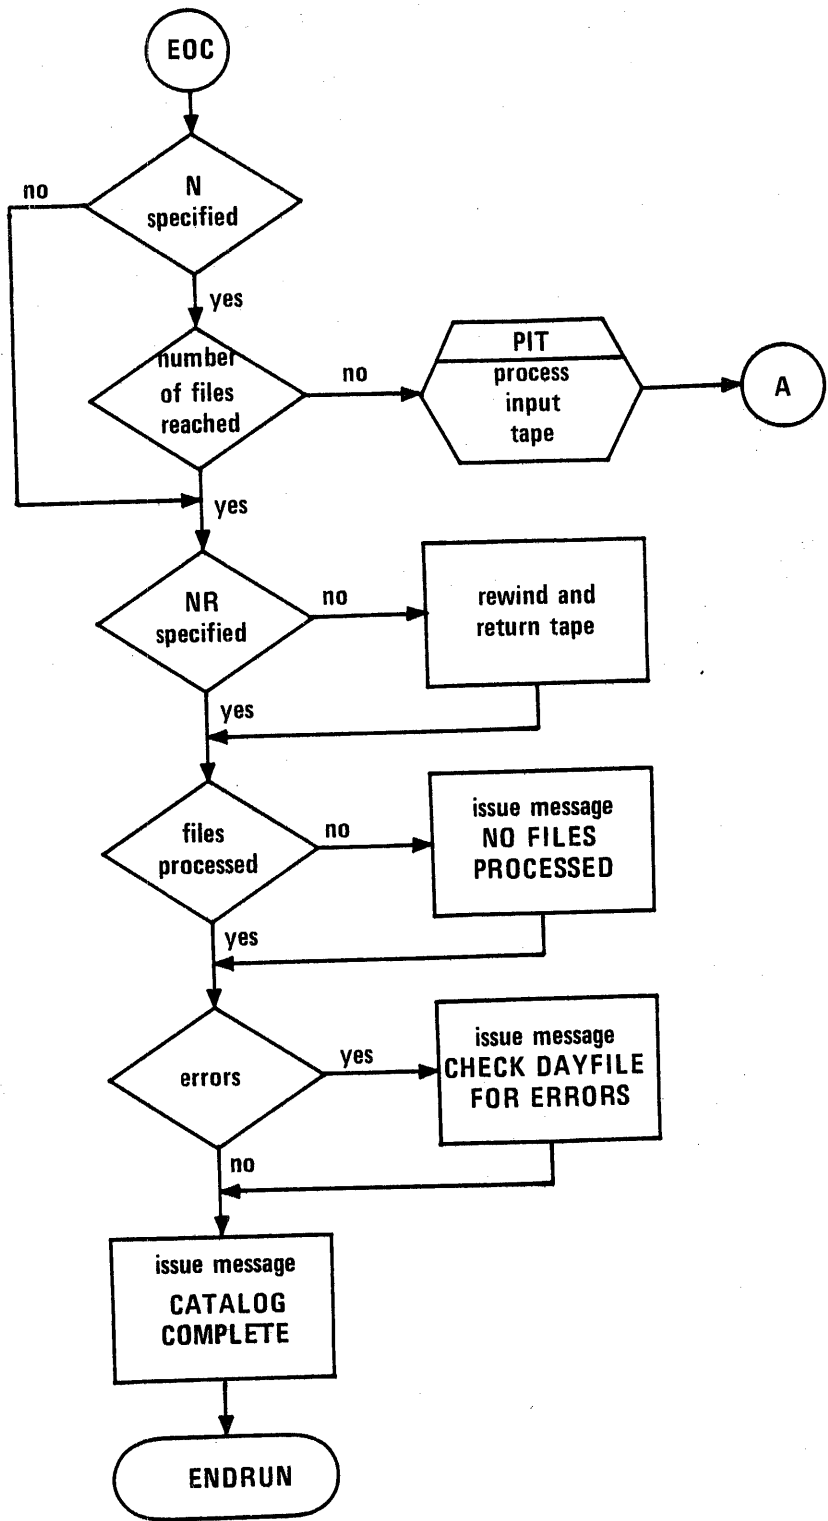 EOC
N
specified
no
yes
number
of files
reached
no
PIT
process
input
tape
A
yes
NR
specified
no
rewind and
return tape
yes
files
processed
no
issue message
NO FILES
PROCESSED
yes
errors
yes
issue message
CHECK DAYFILE
FOR ERRORS
no
issue message
CATALOG
COMPLETE
ENDRUN